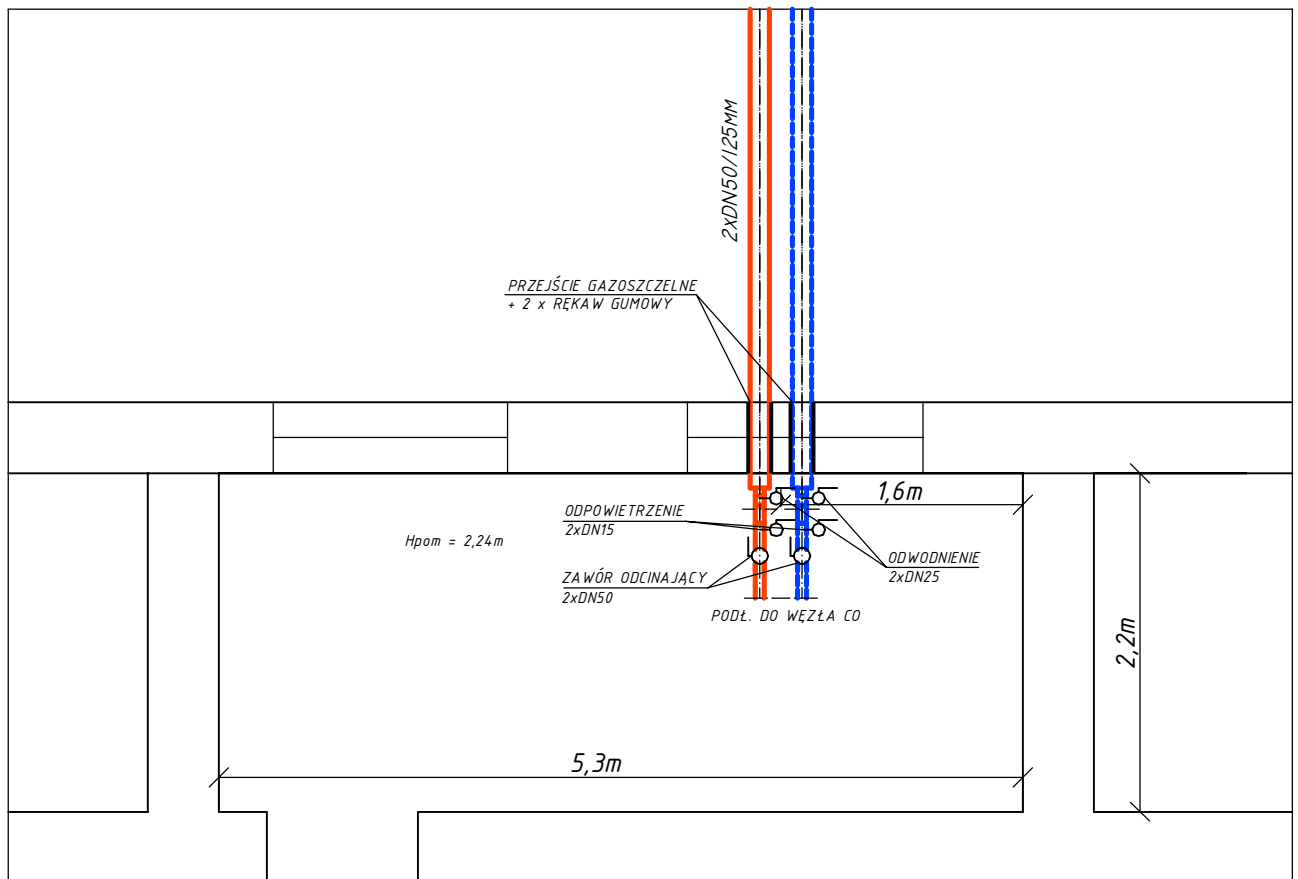 2xDN50/125MM
PRZEJŚCIE GAZOSZCZELNE
+ 2 x RĘKAW GUMOWY
1,6m
ODPOWIETRZENIE
2xDN15
Hpom = 2,24m
ODWODNIENIE
2xDN25
ZAWÓR ODCINAJĄCY
2xDN50
PODŁ. DO WĘZŁA CO
2,2m
5,3m